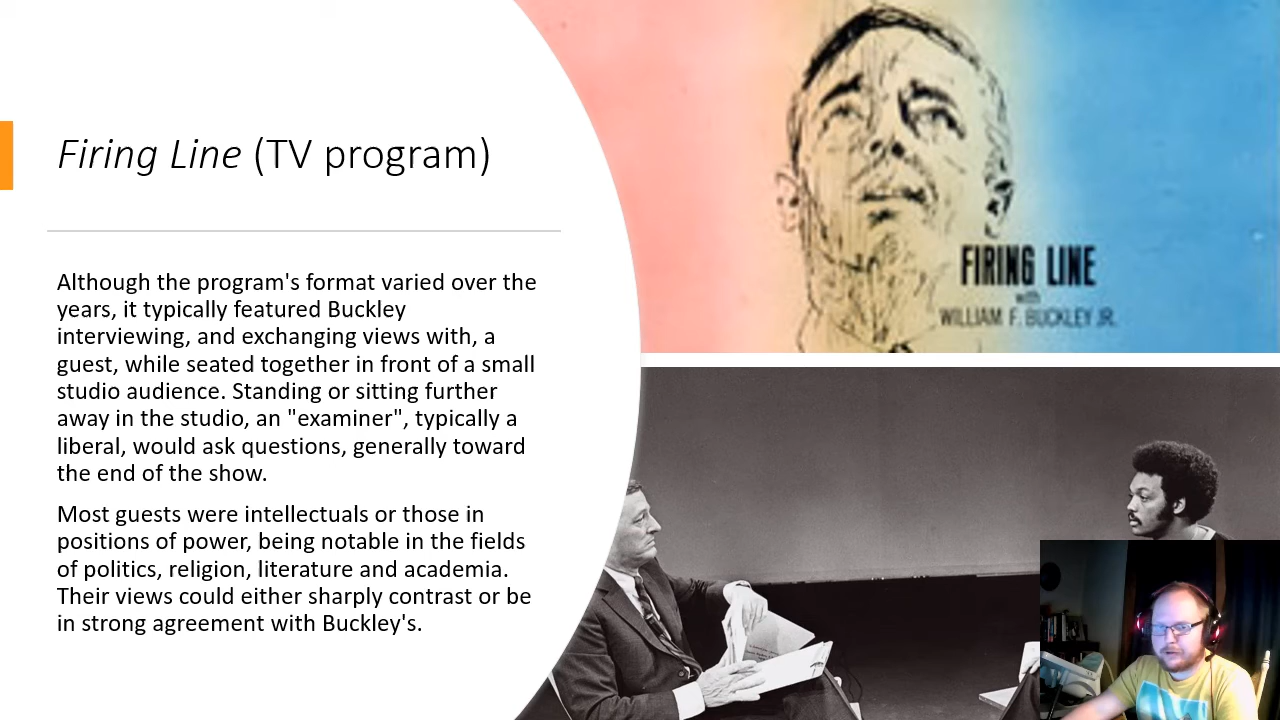 Firing Line (TV program)
Although the program's format varied over the
years, it typically featured Buckley
interviewing, and exchanging views with, a
guest, while seated together in front of a small
studio audience. Standing or sitting further
away in the studio, an "examiner", typically a
liberal, would ask questions, generally toward
the end of the show.
Most guests were intellectuals or those in
positions of power, being notable in the fields
of politics, religion, literature and academia.
Their views could either sharply contrast or be
in strong agreement with Buckley's.
FIRING LINE
with
WILLIAM F. BUCKLEY JR.